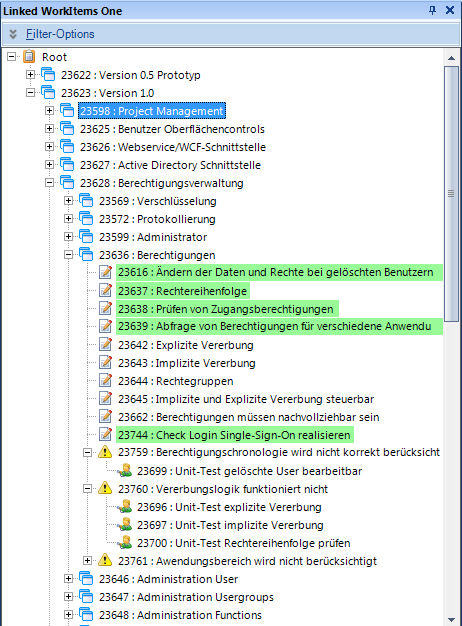 Linked WorkItems One
Filter-Options
Root
23622 : Version 0.5 Prototyp
23623 : Version 1.0
23598 : Project Management
23625 : Benutzer Oberflächencontrols
23626 : Webservice/WCF-Schnittstelle
23627 : Active Directory Schnittstelle
23628 : Berechtigungsverwaltung
23569 : Verschlüsselung
23572 : Protokollierung
23599 : Administrator
23636 : Berechtigungen
23616 : Ändern der Daten und Rechte bei gelöschten Benutzern
23637 : Rechtereihenfolge
23638 : Prüfen von Zugangsberechtigungen
23639 : Abfrage von Berechtigungen für verschiedene Anwendu
23642 : Explizite Vererbung
23643 : Implizite Vererbung
23644 : Rechtegruppen
23645 : Implizite und Explizite Vererbung steuerbar
23662 : Berechtigungen müssen nachvollziehbar sein
23744 : Check Login Single-Sign-On realisieren
23759 : Berechtigungschronologie wird nicht korrekt berücksicht
23699 : Unit-Test gelöschte User bearbeitbar
23760 : Vererbungslogik funktioniert nicht
23696 : Unit-Test explizite Vererbung
23697 : Unit-Test implizite Vererbung
23700 : Unit-Test Rechtereihenfolge prüfen
23761 : Awendungsbereich wird nicht berücksichtigt
23646 : Administration User
23647 : Administration Usergroups
23648 : Administration Functions